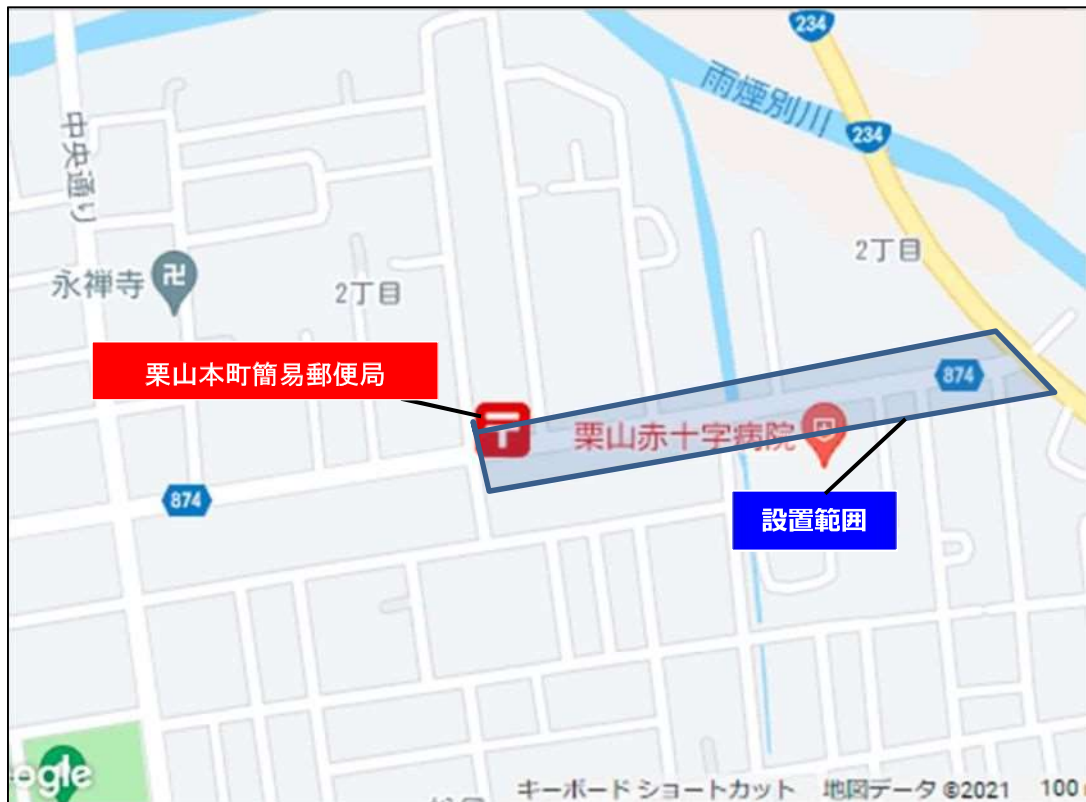 234
雨煙別川
234
中央通り
2丁目
永禅寺
卍
2丁目
栗山本町簡易郵便局
874
〒
栗山赤十字病院
874
設置範囲
ogle
キーボード ショートカット
地図データ ©2021
100